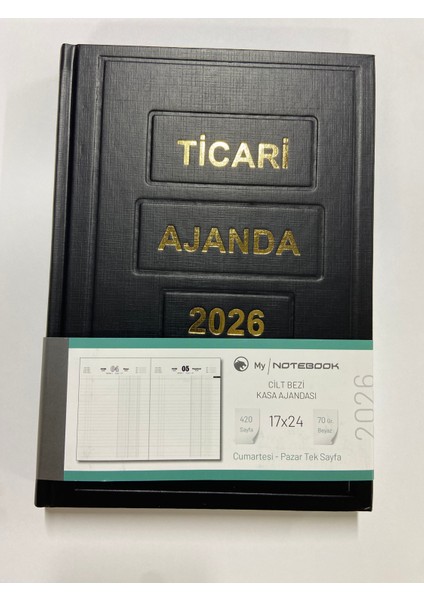 TİCARİ
AJANDA
2026
My NOTEBOOK
CİLT BEZİ
KASA AJANDASI
420
Sayfa
17x24
70 Gr.
Beyaz
Cumartesi - Pazar Tek Sayfa
2026
04
05